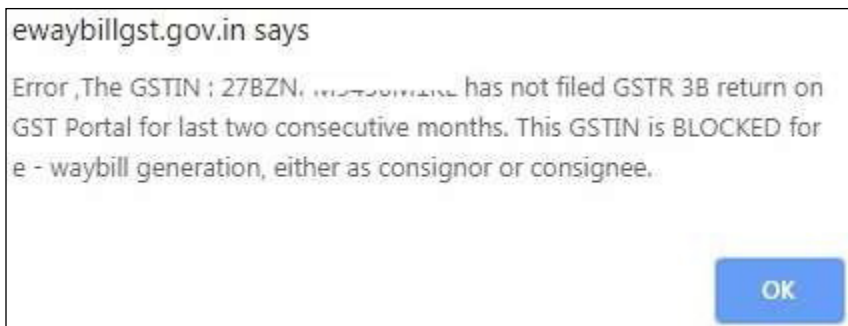 ewaybillgst.gov.in says
Error ,The GSTIN : 27BZN. has not filed GSTR 3B return on
GST Portal for last two consecutive months. This GSTIN is BLOCKED for
e - waybill generation, either as consignor or consignee.
OK